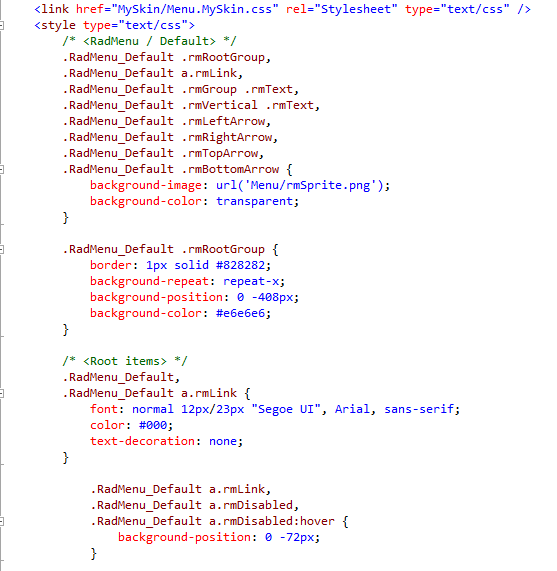 <link href="MySkin/Menu.MySkin.css" rel="Stylesheet" type="text/css" />
<style type="text/css">
/* <RadMenu / Default> */
.RadMenu_Default .rmRootGroup,
.RadMenu_Default a.rmLink,
.RadMenu_Default .rmGroup .rmText,
.RadMenu_Default .rmVertical .rmText,
.RadMenu_Default .rmLeftArrow,
.RadMenu_Default .rmRightArrow,
.RadMenu_Default .rmTopArrow,
.RadMenu_Default .rmBottomArrow {
background-image: url('Menu/rmSprite.png');
background-color: transparent;
}
.RadMenu_Default .rmRootGroup {
border: 1px solid #828282;
background-repeat: repeat-x;
background-position: 0 -408px;
background-color: #e6e6e6;
}
/* <Root items> */
.RadMenu_Default,
.RadMenu_Default a.rmLink {
font: normal 12px/23px "Segoe UI", Arial, sans-serif;
color: #000;
text-decoration: none;
}
.RadMenu_Default a.rmLink,
.RadMenu_Default a.rmDisabled,
.RadMenu_Default a.rmDisabled:hover {
background-position: 0 -72px;
}